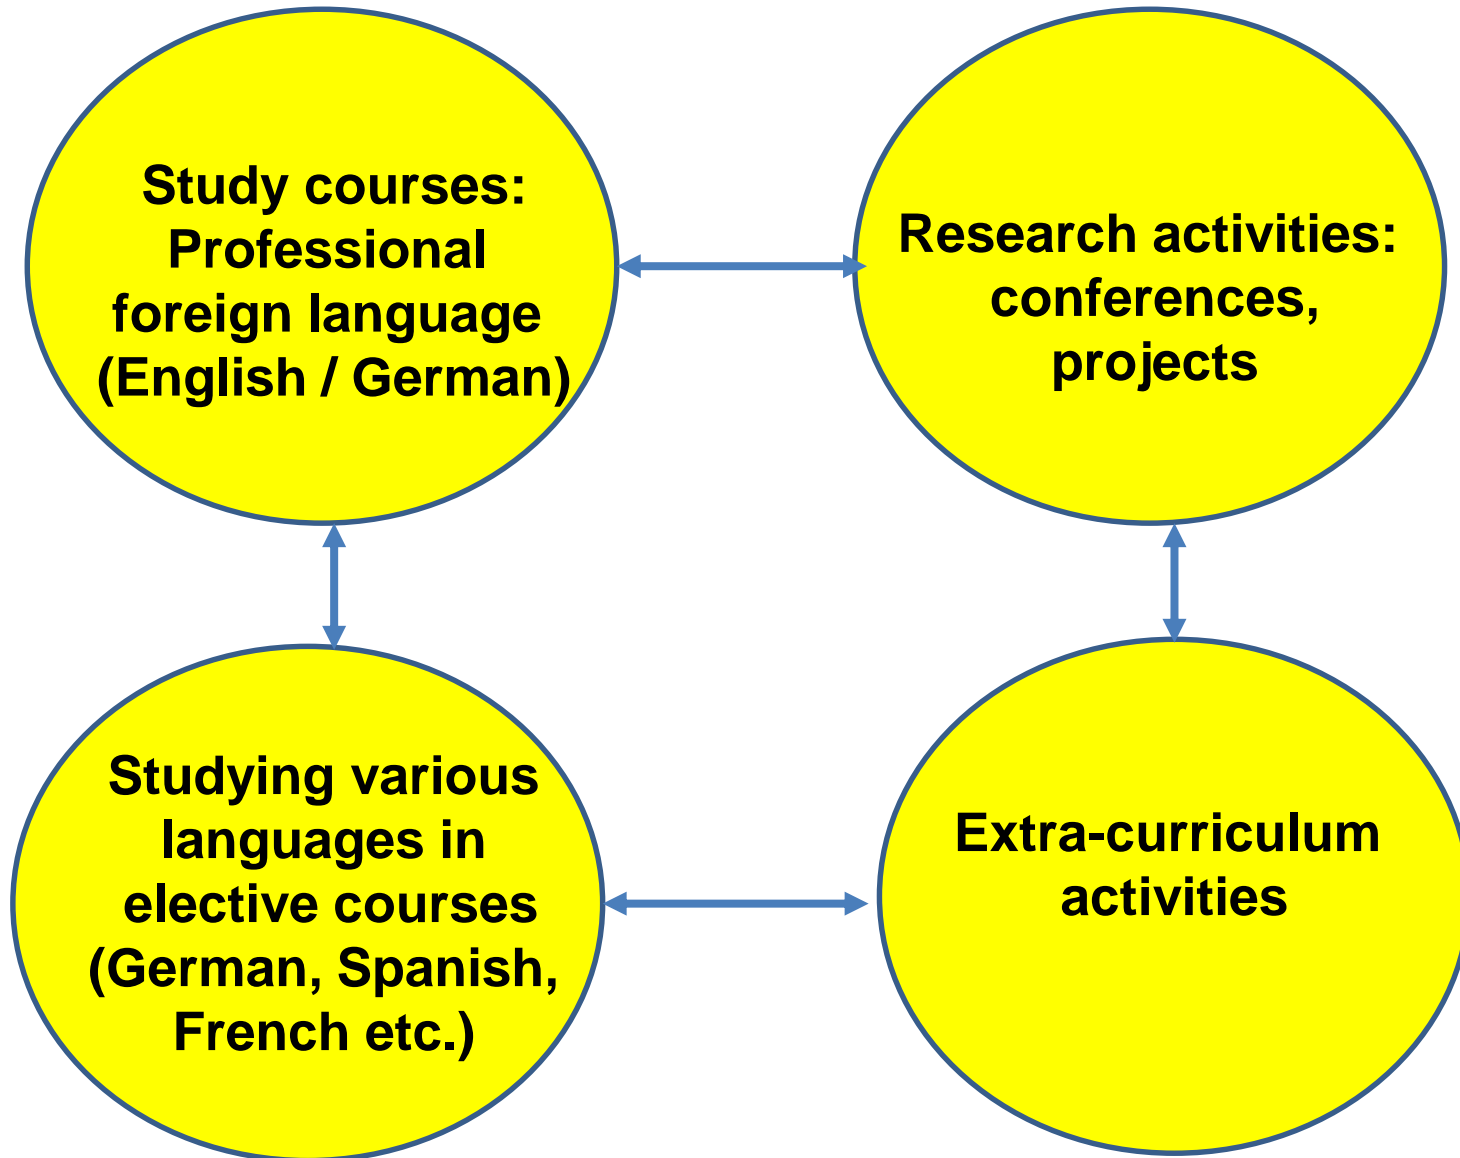 Study courses:
Professional
foreign language
(English / German)
Research activities:
conferences,
projects
Studying various
languages in
elective courses
(German, Spanish,
French etc.)
Extra-curriculum
activities